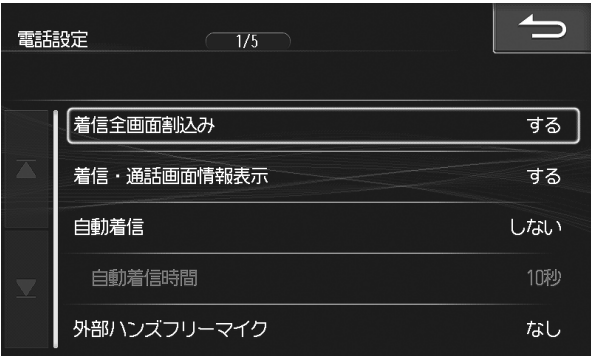 電話設定 1/5
着信全画面割込み する
着信・通話画面情報表示 する
自動着信 しない
自動着信時間 10秒
外部ハンズフリーマイク なし